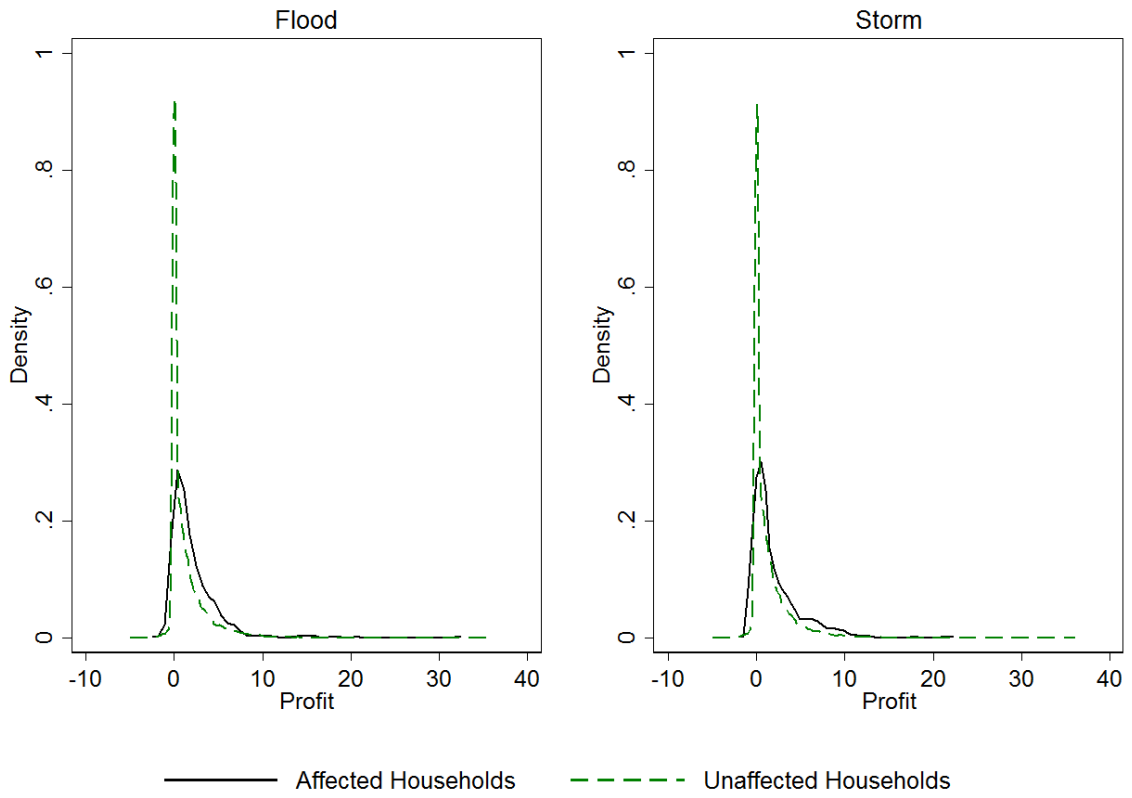 Flood
Density
1
.8
.6
.4
.2
0
-10 0 10 20 30 40
Profit
Storm
Density
1
.8
.6
.4
.2
0
-10 0 10 20 30 40
Profit
Affected Households
Unaffected Households